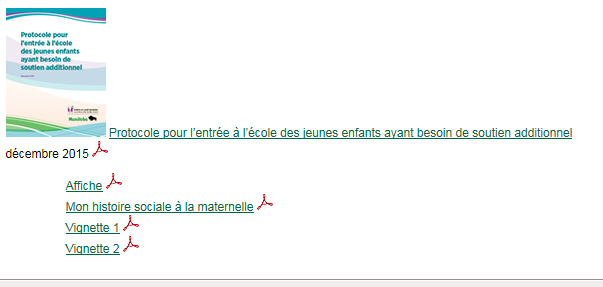 Protocole pour
l'entrée à l'école
des jeunes enfants
ayant besoin de
soutien additionnel
Manitoba
Protocole pour l'entrée à l'école des jeunes enfants ayant besoin de soutien additionnel
décembre 2015
Affiche
Mon histoire sociale à la maternelle
Vignette 1
Vignette 2